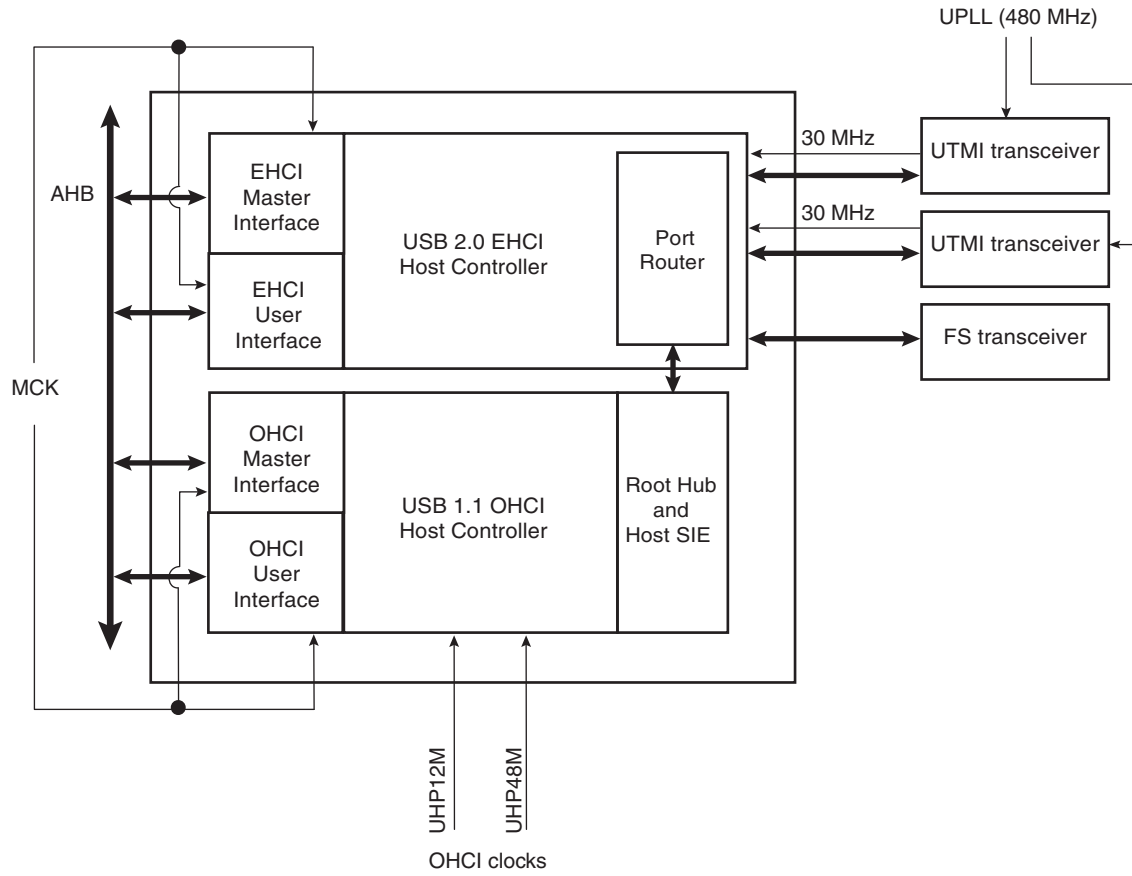 UPLL (480 MHz)
30 MHz
UTMI transceiver
EHCI
Master
Interface
AHB
USB 2.0 EHCI
Host Controller
Port
Router
30 MHz
UTMI transceiver
EHCI
User
Interface
FS transceiver
MCK
OHCI
Master
Interface
USB 1.1 OHCI
Host Controller
Root Hub
and
Host SIE
OHCI
User
Interface
UHP12M
UHP48M
OHCI clocks